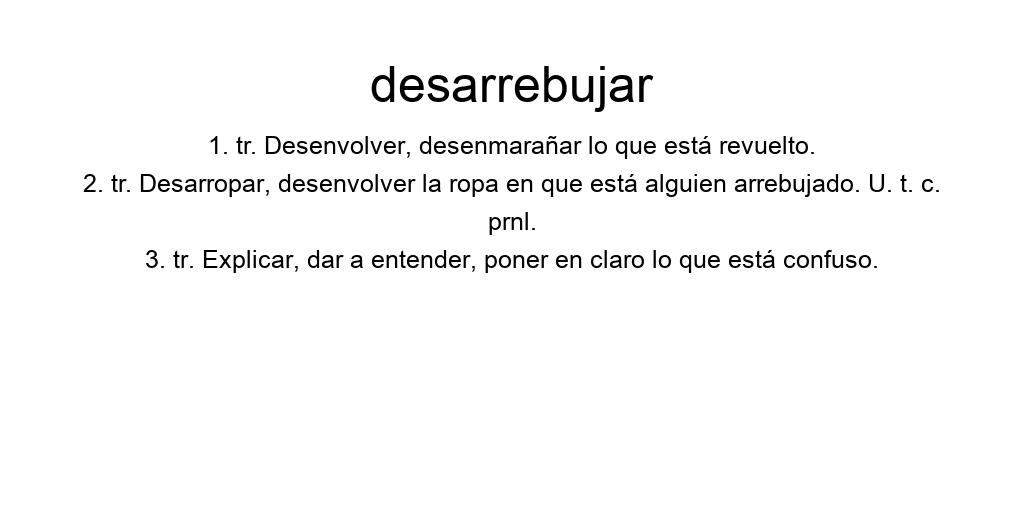 desarrebujar
1. tr. Desenvolver, desenmarañar lo que está revuelto.
2. tr. Desarropar, desenvolver la ropa en que está alguien arrebujado. U. t. c.
prnl.
3. tr. Explicar, dar a entender, poner en claro lo que está confuso.